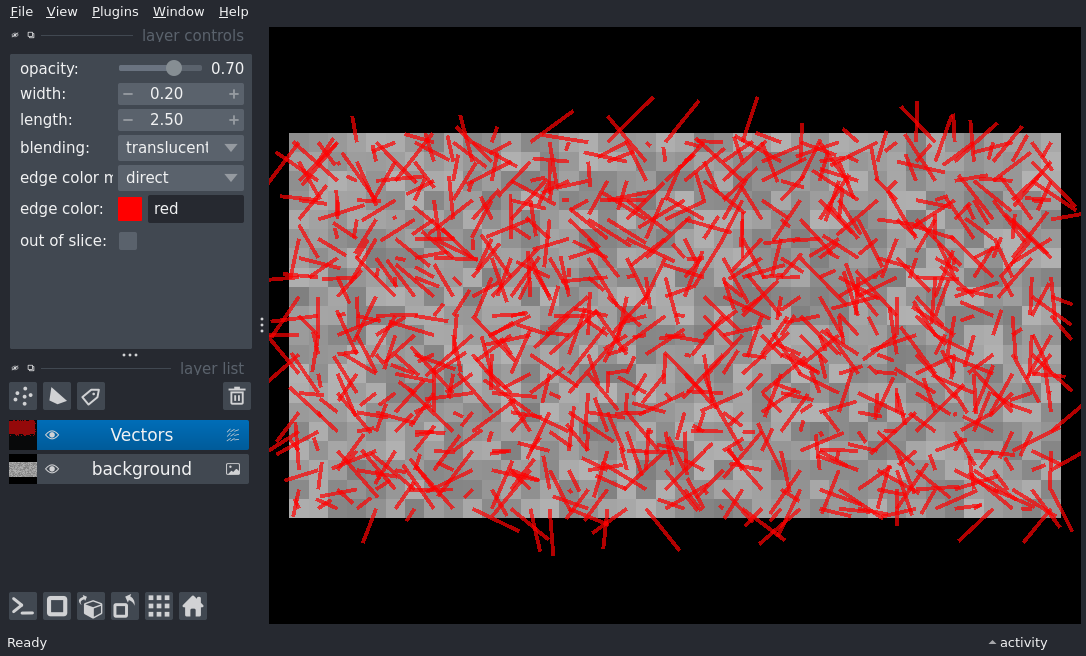 File View Plugins Window Help
layer controls
opacity: 0.70
width: − 0.20 +
length: − 2.50 +
blending: translucent
edge color m direct
edge color: red
out of slice:
layer list
Vectors
background
Ready activity